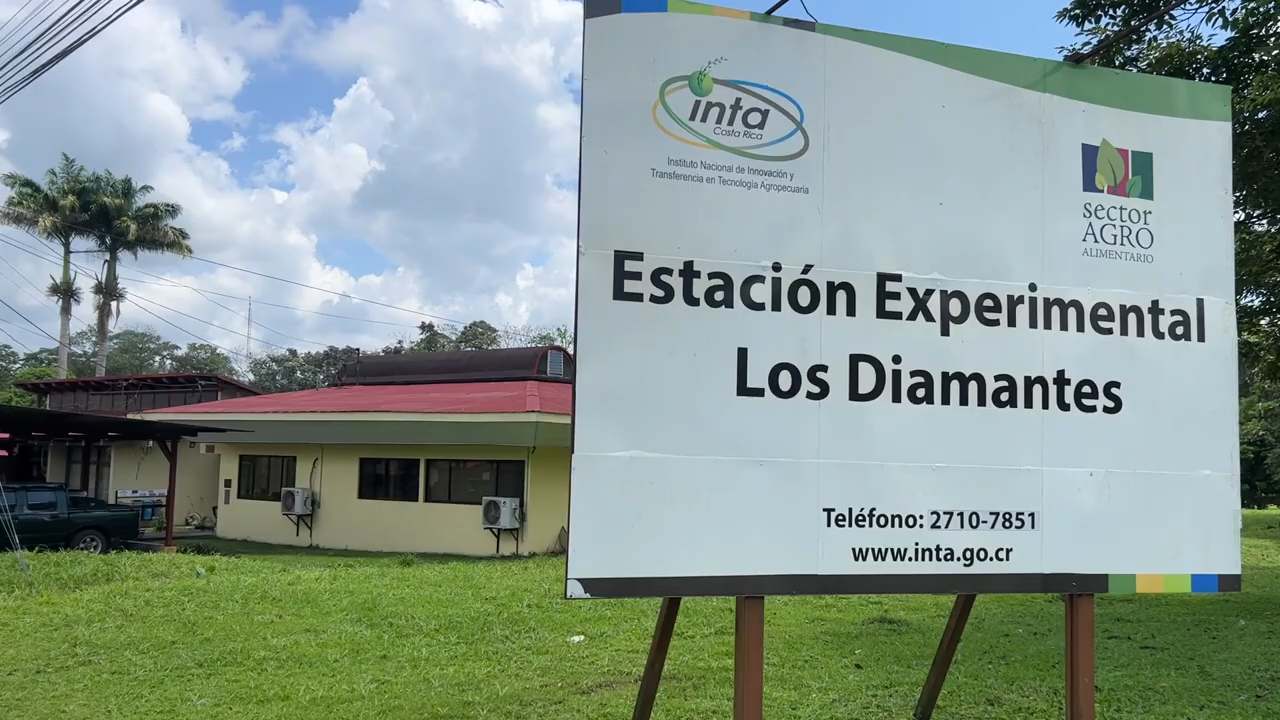 inta
Costa Rica
Instituto Nacional de Innovación y
Transferencia en Tecnología Agropecuaria
sector
AGRO
ALIMENTARIO
Estación Experimental
Los Diamantes
Teléfono: 2710-7851
www.inta.go.cr